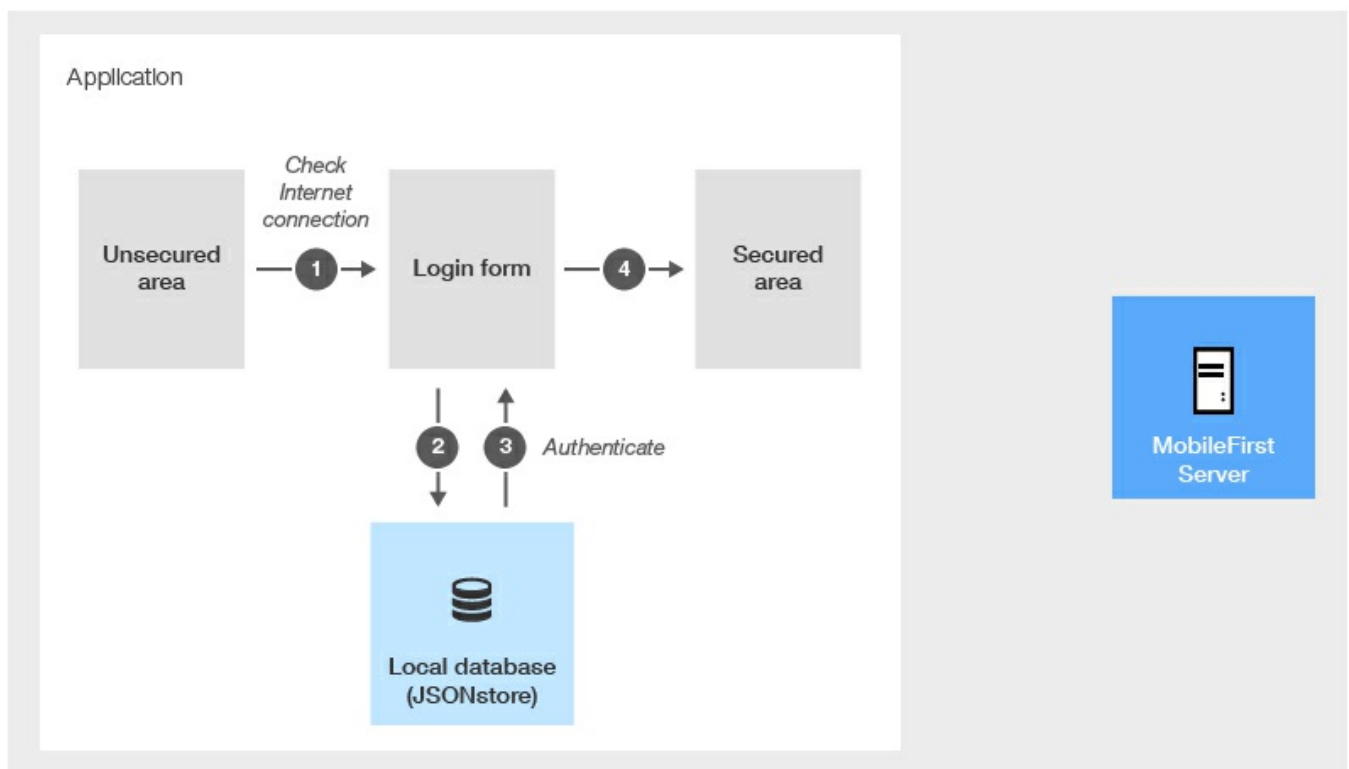 Application
Check
Internet
connection
Unsecured
area
1
Login form
4
Secured
area
2
3
Authenticate
Local database
(JSONstore)
MobileFirst
Server